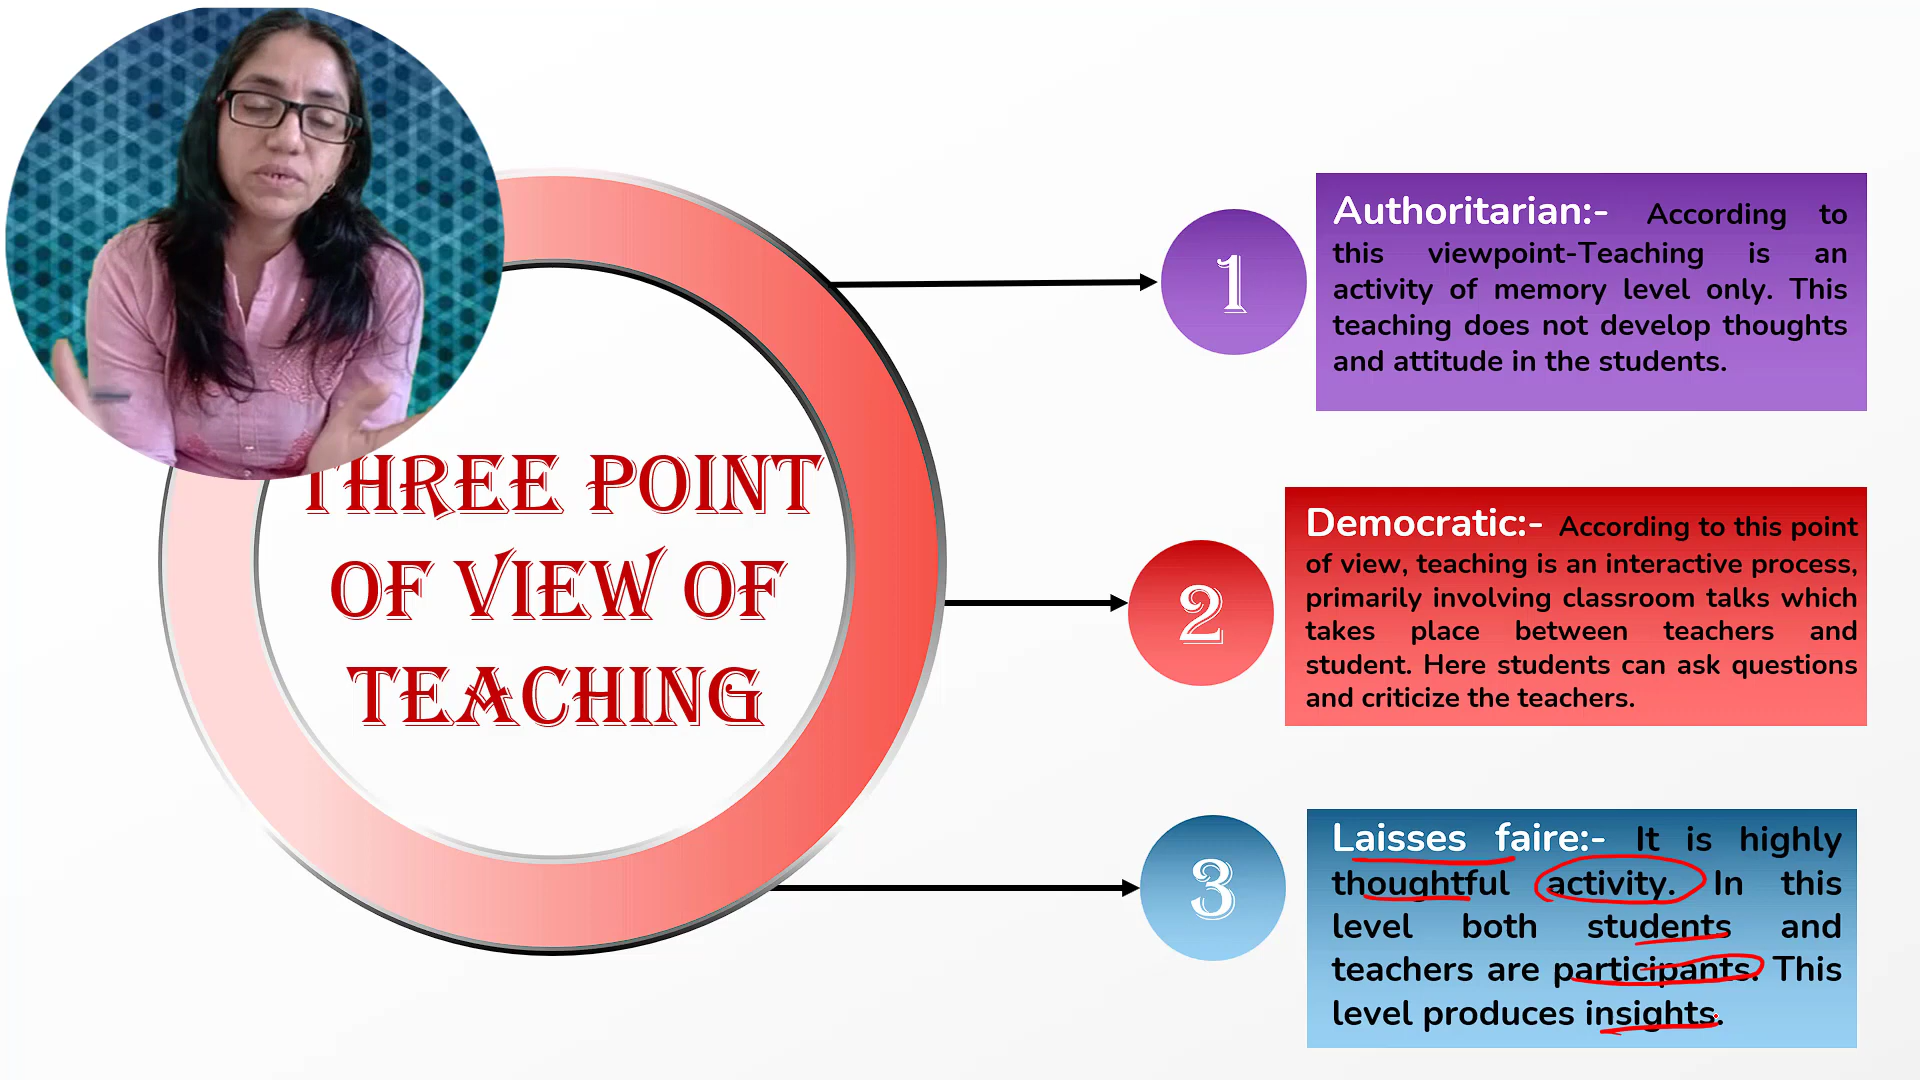 THREE POINT
OF VIEW OF
TEACHING
1
Authoritarian:- According to
this viewpoint-Teaching is an
activity of memory level only. This
teaching does not develop thoughts
and attitude in the students.
2
Democratic:- According to this point
of view, teaching is an interactive process,
primarily involving classroom talks which
takes place between teachers and
student. Here students can ask questions
and criticize the teachers.
3
Laisses faire:- It is highly
thoughtful activity. In this
level both students and
teachers are participants. This
level produces insights.